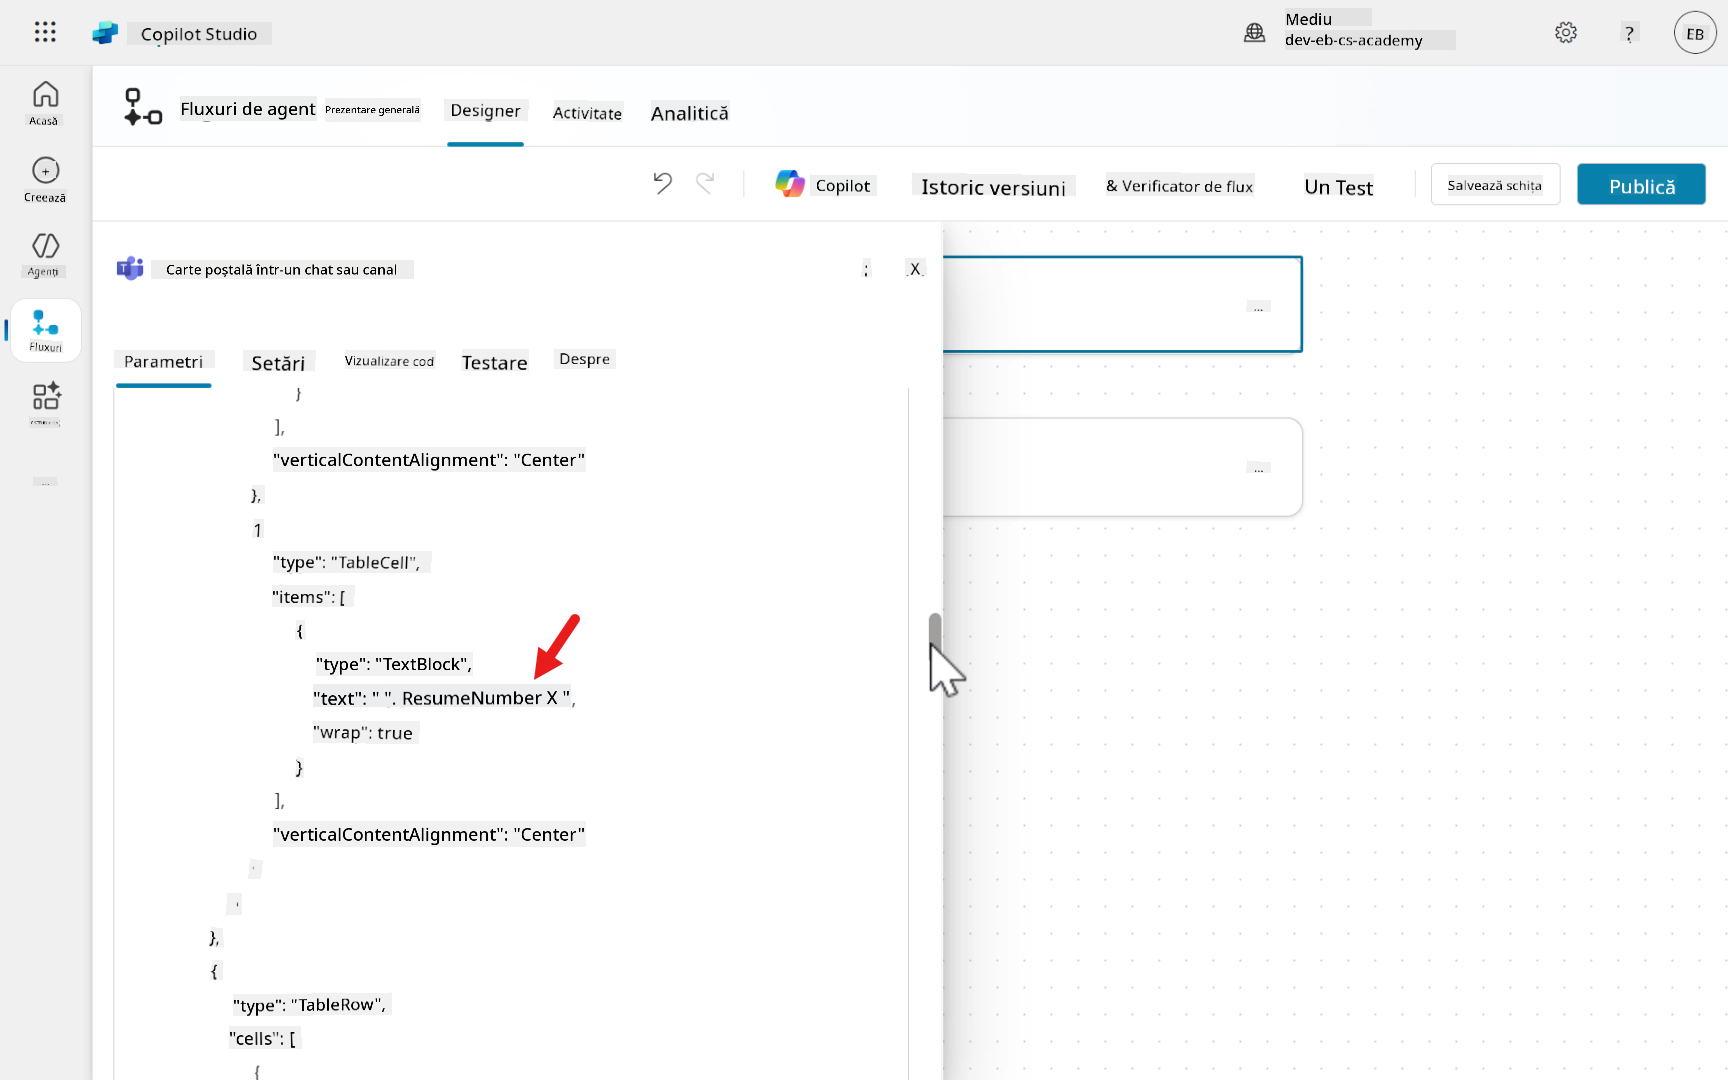 Copilot Studio
Mediu
dev-eb-cs-academy
?
EB
Acasă
Creează
Agenți
Fluxuri
...
Fluxuri de agent
Prezentare generală
Designer
Activitate
Analitică
Copilot
Istoric versiuni
& Verificator de flux
Un Test
Salvează schița
Publică
Carte poștală într-un chat sau canal
:
X
Parametri
Setări
Vizualizare cod
Testare
Despre
}
],
"verticalContentAlignment": "Center"
},
1
"type": "TableCell",
"items": [
{
"type": "TextBlock",
"text": " ". ResumeNumber X ",
"wrap": true
}
],
"verticalContentAlignment": "Center"
},
{
"type": "TableRow",
"cells": [
{
...
...